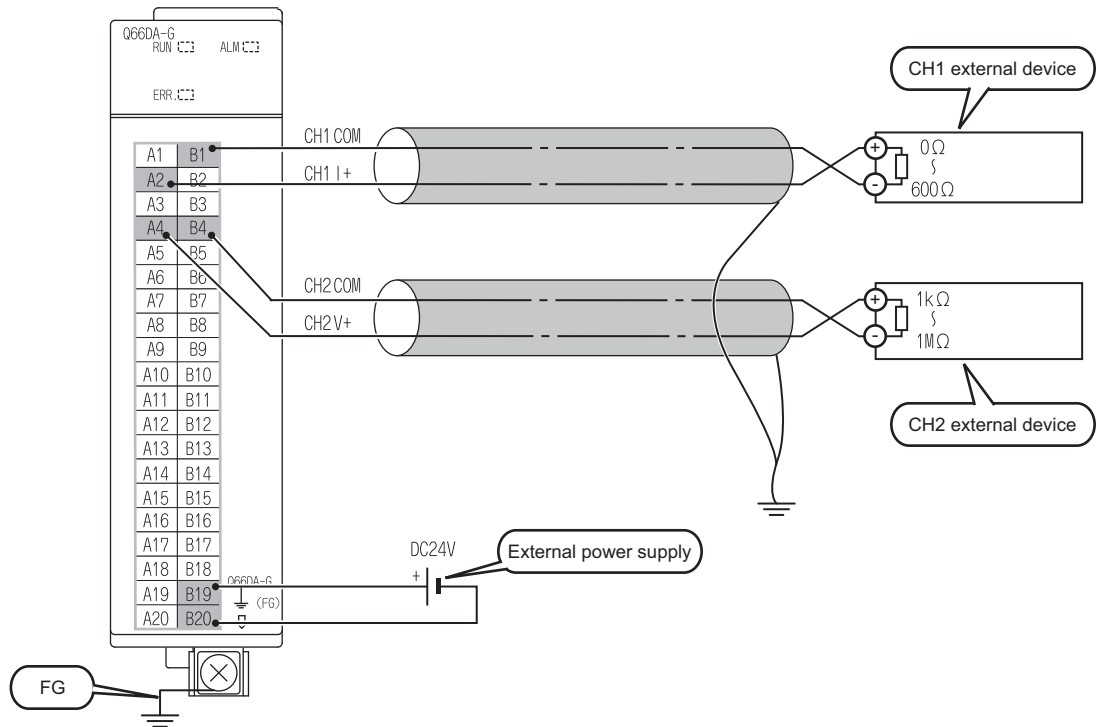 Q66DA-G
RUN ALM
ERR.
A1 B1
A2 B2
A3 B3
A4 B4
A5 B5
A6 B6
A7 B7
A8 B8
A9 B9
A10 B10
A11 B11
A12 B12
A13 B13
A14 B14
A15 B15
A16 B16
A17 B17
A18 B18
A19 B19
A20 B20
Q66DA-G
(FG)
FG
CH1 COM
CH1 I+
CH2 COM
CH2 V+
DC24V
+
External power supply
CH1 external device
+
0Ω
~
600Ω
-
+
1kΩ
~
1MΩ
-
CH2 external device